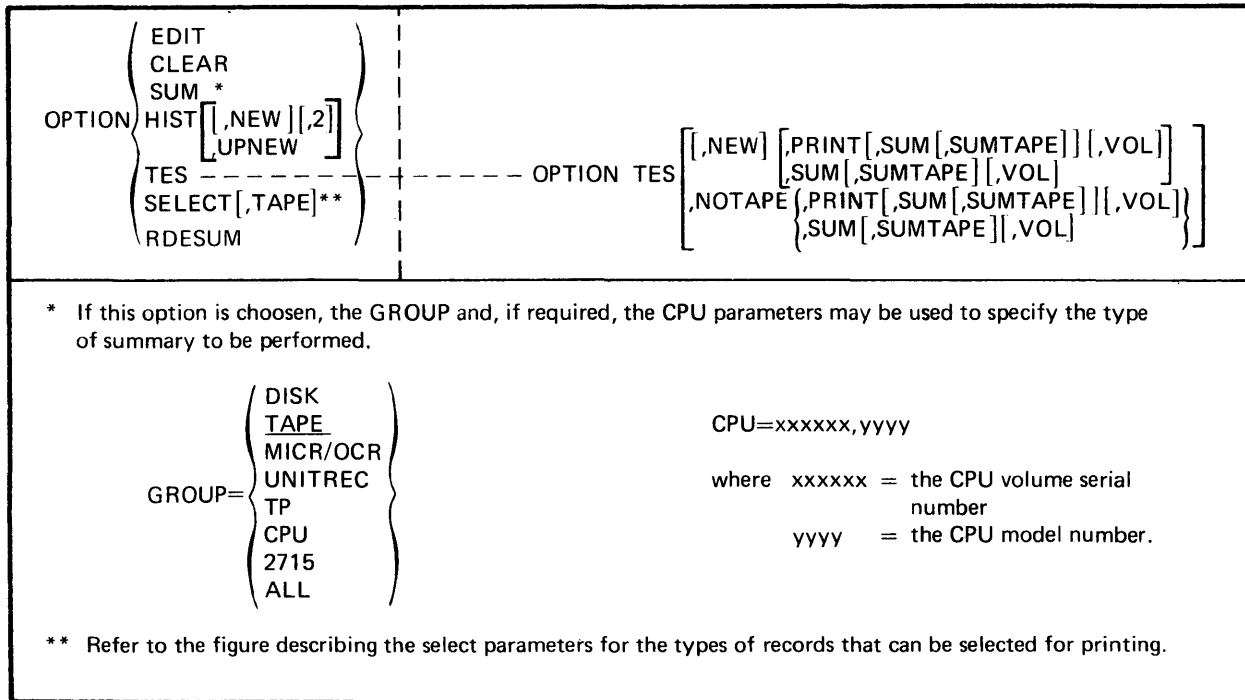 EDIT
CLEAR
SUM *
OPTION HIST[[,NEW][,2]
,UPNEW]
TES - - - - - - - - - - - - - - - OPTION TES
SELECT[,TAPE]**
RDESUM
[[,NEW] [,PRINT[,SUM[,SUMTAPE]][,VOL]]
[,SUM[,SUMTAPE][,VOL]]
,NOTAPE {,PRINT[,SUM[,SUMTAPE]][,VOL]}
{,SUM[,SUMTAPE][,VOL]}]
* If this option is choosen, the GROUP and, if required, the CPU parameters may be used to specify the type
of summary to be performed.
DISK
TAPE
MICR/OCR
GROUP= UNITREC
TP
CPU
2715
ALL
CPU=xxxxxx,yyyy
where xxxxxx = the CPU volume serial
number
yyyy = the CPU model number.
** Refer to the figure describing the select parameters for the types of records that can be selected for printing.